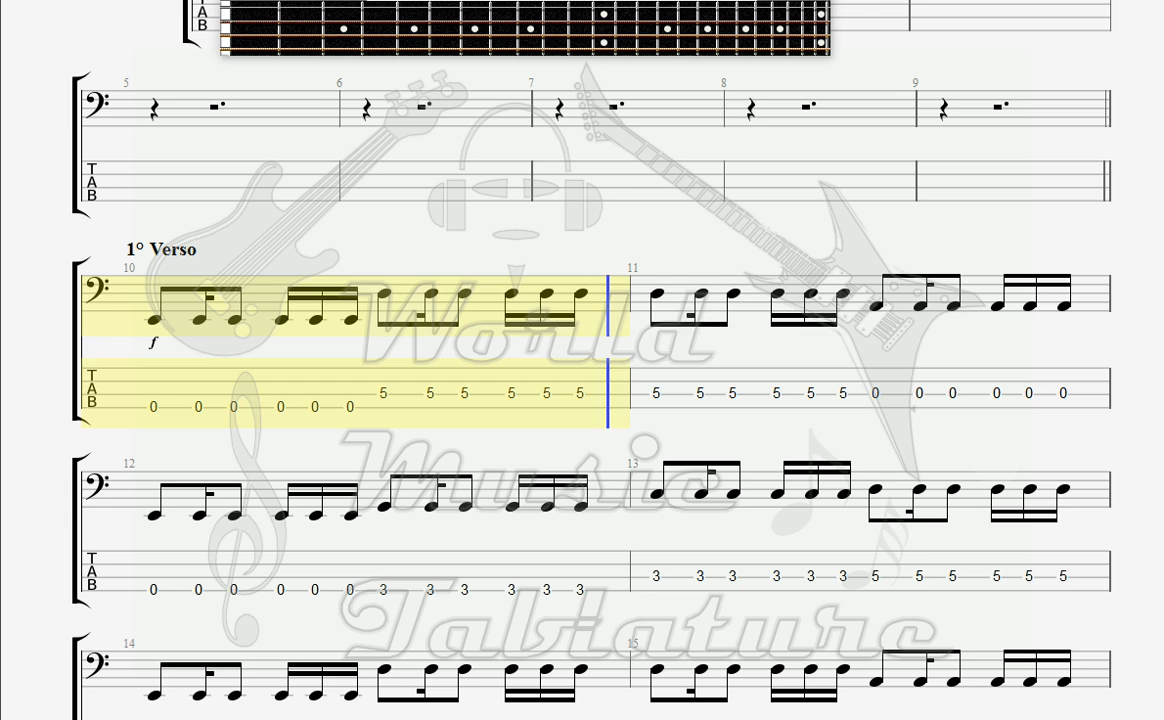 T
A
B
5 6 7 8 9
T
A
B
1° Verso
10 11
f
T
A
B
5 5 5 5 5 5 5 5 5 5 5 5 0 0 0 0 0 0
0 0 0 0 0 0
12 13
T
A
B
3 3 3 3 3 3 5 5 5 5 5 5
0 0 0 0 0 0 3 3 3 3 3 3
14 15
World
Music
Tablature